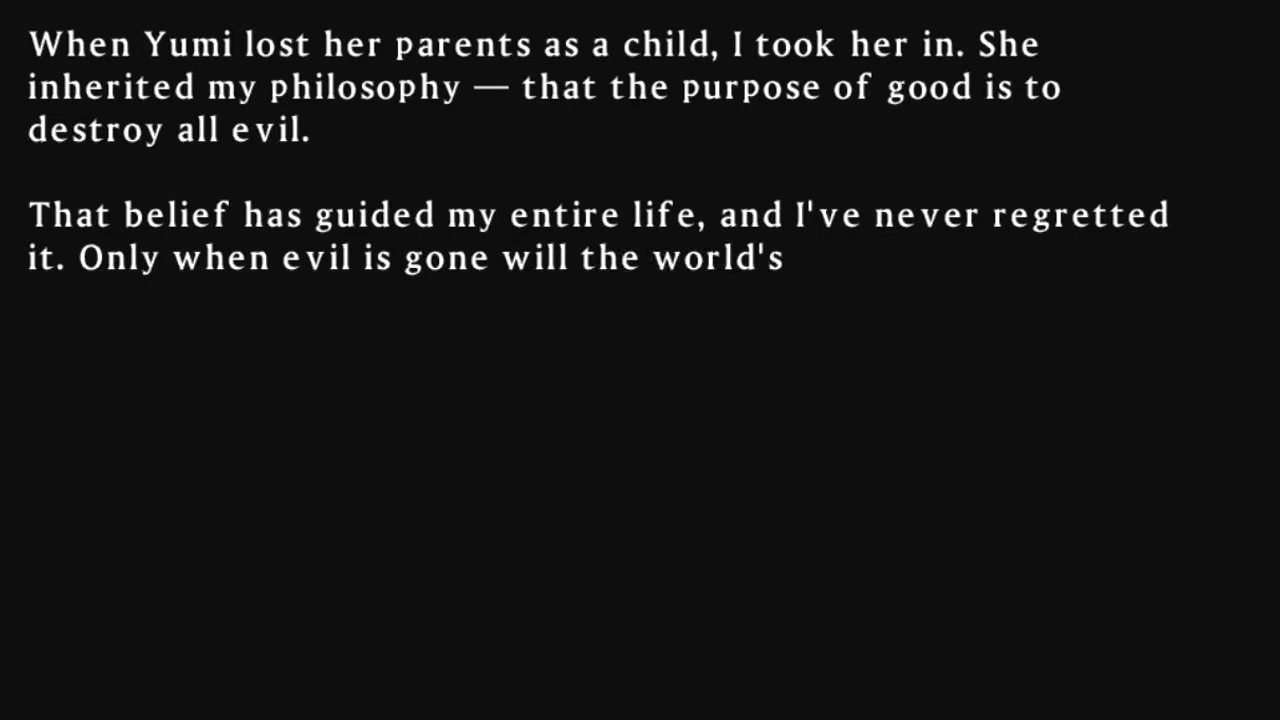 When Yumi lost her parents as a child, I took her in. She
inherited my philosophy — that the purpose of good is to
destroy all evil.
That belief has guided my entire life, and I've never regretted
it. Only when evil is gone will the world's